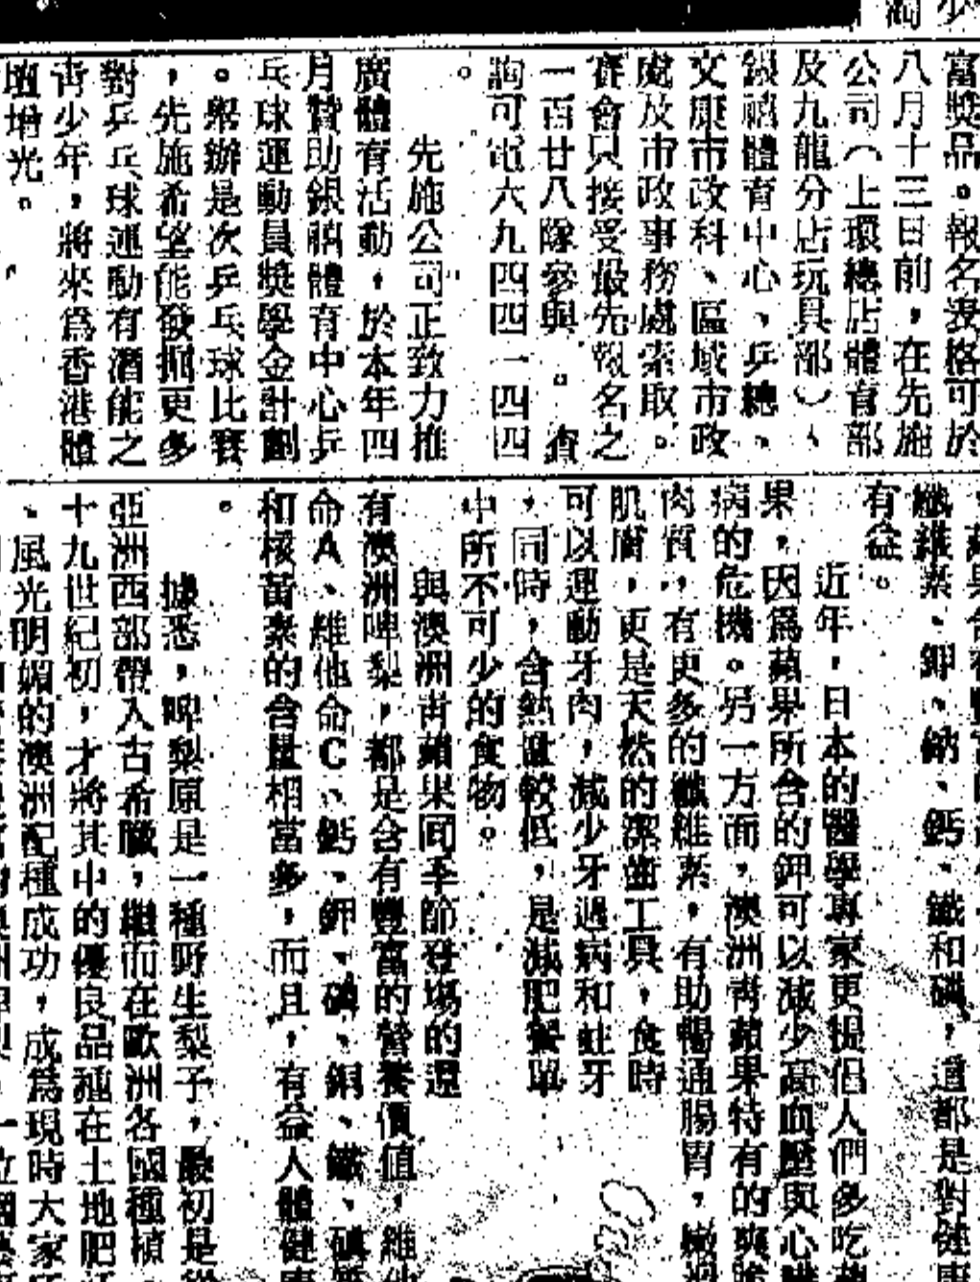 富獎品。報名表格可於
八月十三日前,在先施
公司(上環總店體育部
及九龍分店玩具部)、
銀禧體育中心、乒總、
文康市政科、區域市政
處及市政事務處索取。
賽會只接受最先報名之
一百廿八隊參與。查
詢可電六九四四一四四
。
先施公司正致力推
廣體育活動,於本年四
月贊助銀禧體育中心乒
乓球運動員獎學金計劃
。舉辦是次乒乓球比賽
,先施希望能發掘更多
對乒乓球運動有潛能之
青少年,將來爲香港體
壇增光。
纖維素、鉀、鈉、鈣、鐵和磷,這都是對健康
有益。
近年,日本的醫學專家更提倡人們多吃蘋
果,因爲蘋果所含的鉀可以減少高血壓與心臟
病的危機。另一方面,澳洲靑蘋果特有的爽脆
肉質,有更多的纖維素,有助暢通腸胃,嫩滑
肌膚,更是天然的潔齒工具,食時
可以運動牙肉,減少牙週病和蛀牙
,同時,含熱量較低,是減肥餐單
中所不可少的食物。
與澳洲靑蘋果同季節登場的還
有澳洲啤梨,都是含有豐富的營養價值,維他
命A、維他命C、鈣、鉀、磷、銅、鐵、碘質
和核黃素的含量相當多,而且,有益人體健康
。
據悉,啤梨原是一種野生梨子,最初是從
亞洲西部帶入古希臘,繼而在歐洲各國種植,
十九世紀初,才將其中的優良品種在土地肥沃
、風光明媚的澳洲配種成功,成爲現時大家所